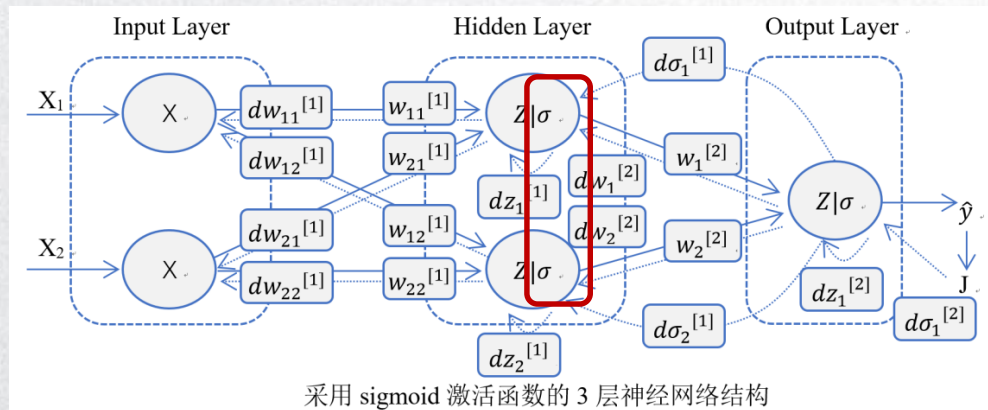 Input Layer
Hidden Layer
Output Layer
dσ₁^[1]
X₁
X
dw₁₁^[1]
w₁₁^[1]
Z|σ
dw₁₂^[1]
w₂₁^[1]
w₁^[2]
dz₁^[1]
dw₁^[2]
Z|σ
ŷ
dw₂₁^[1]
w₁₂^[1]
dw₂^[2]
w₂^[2]
X₂
X
dw₂₂^[1]
w₂₂^[1]
Z|σ
dz₁^[2]
J
dz₂^[1]
dσ₂^[1]
dσ₁^[2]
采用 sigmoid 激活函数的 3 层神经网络结构